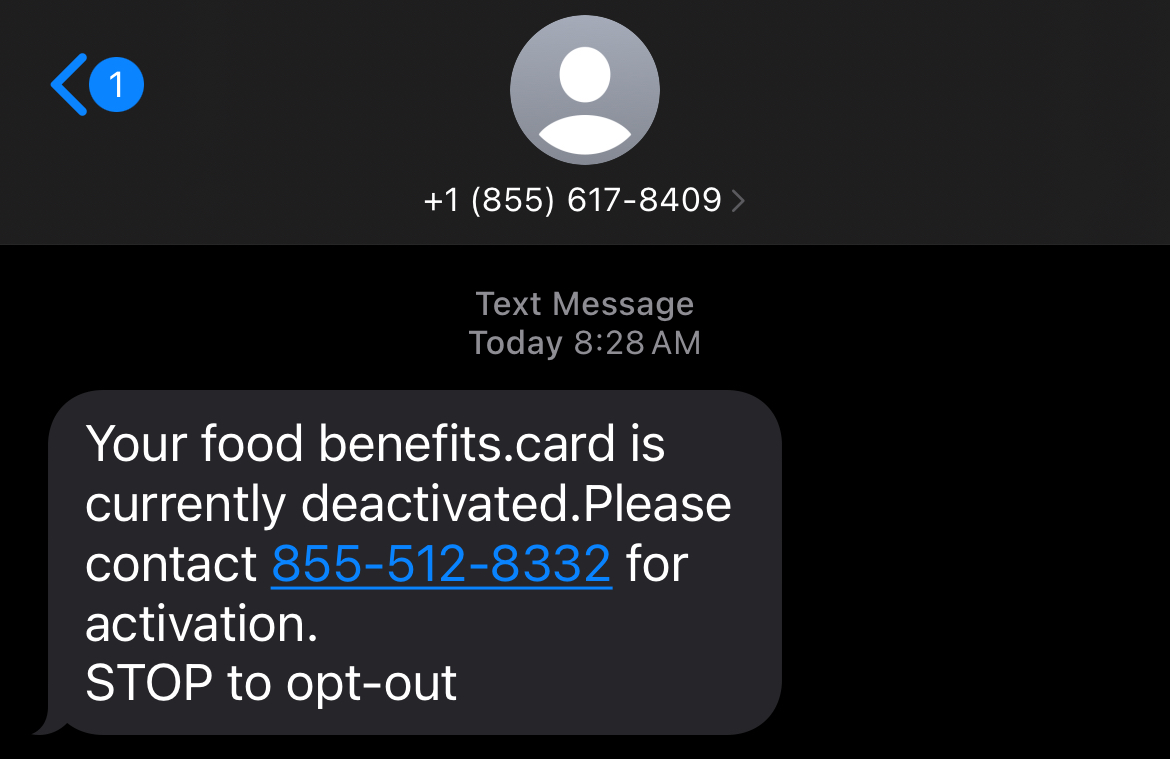 1
+1 (855) 617-8409
Text Message
Today 8:28 AM
Your food benefits.card is
currently deactivated.Please
contact 855-512-8332 for
activation.
STOP to opt-out